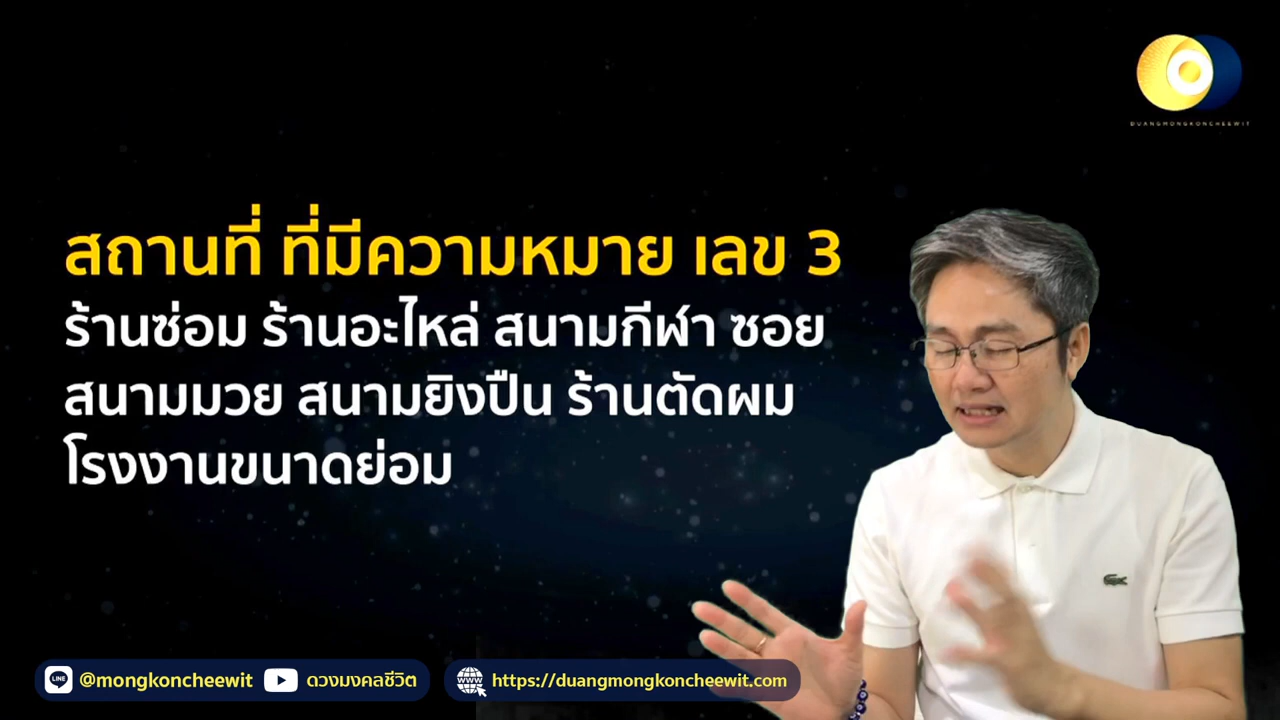 DUANGMONGKONCHEEWIT
สถานที่ ที่มีความหมาย เลข 3
ร้านซ่อม ร้านอะไหล่ สนามกีฬา ซอย
สนามมวย สนามยิงปืน ร้านตัดผม
โรงงานขนาดย่อม
LINE @mongkoncheewit ดวงมงคลชีวิต https://duangmongkoncheewit.com